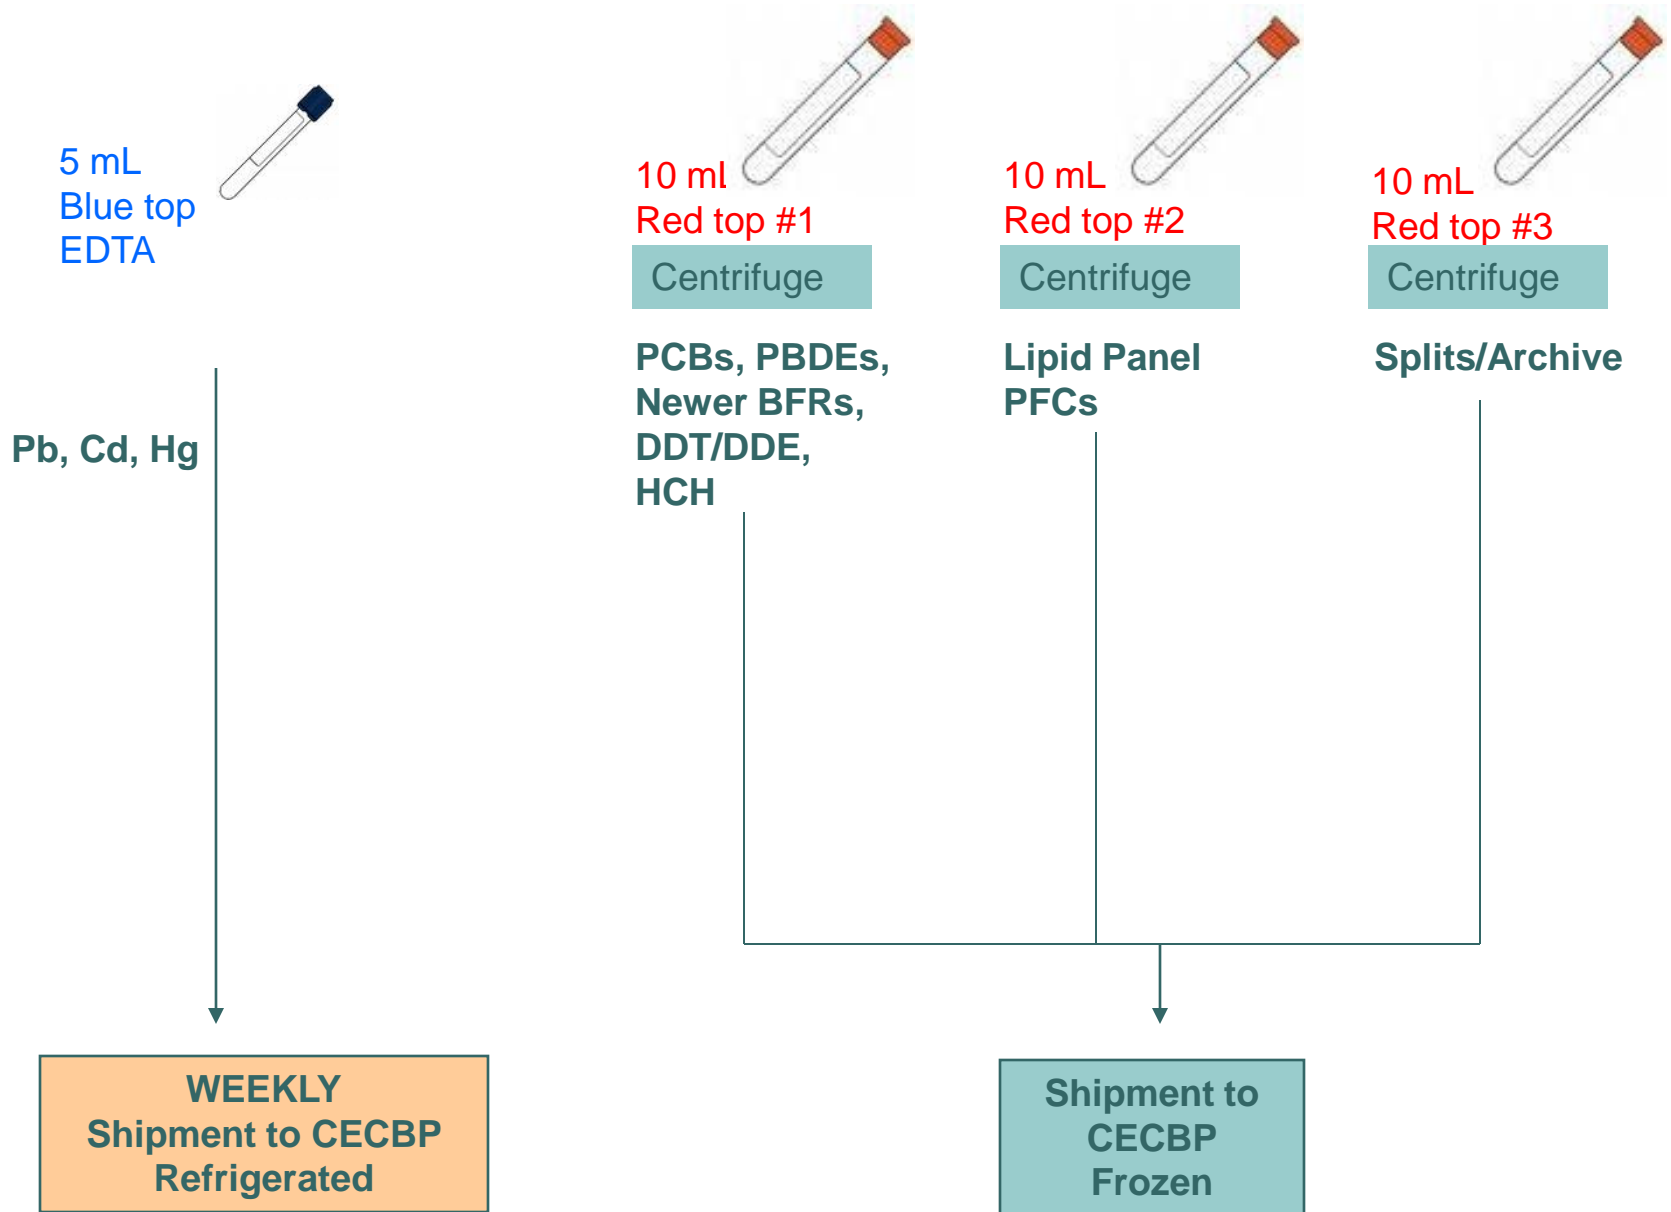 5 mL
Blue top
EDTA
Pb, Cd, Hg
WEEKLY
Shipment to CECBP
Refrigerated
10 mL
Red top #1
Centrifuge
PCBs, PBDEs,
Newer BFRs,
DDT/DDE,
HCH
10 mL
Red top #2
Centrifuge
Lipid Panel
PFCs
10 mL
Red top #3
Centrifuge
Splits/Archive
Shipment to
CECBP
Frozen